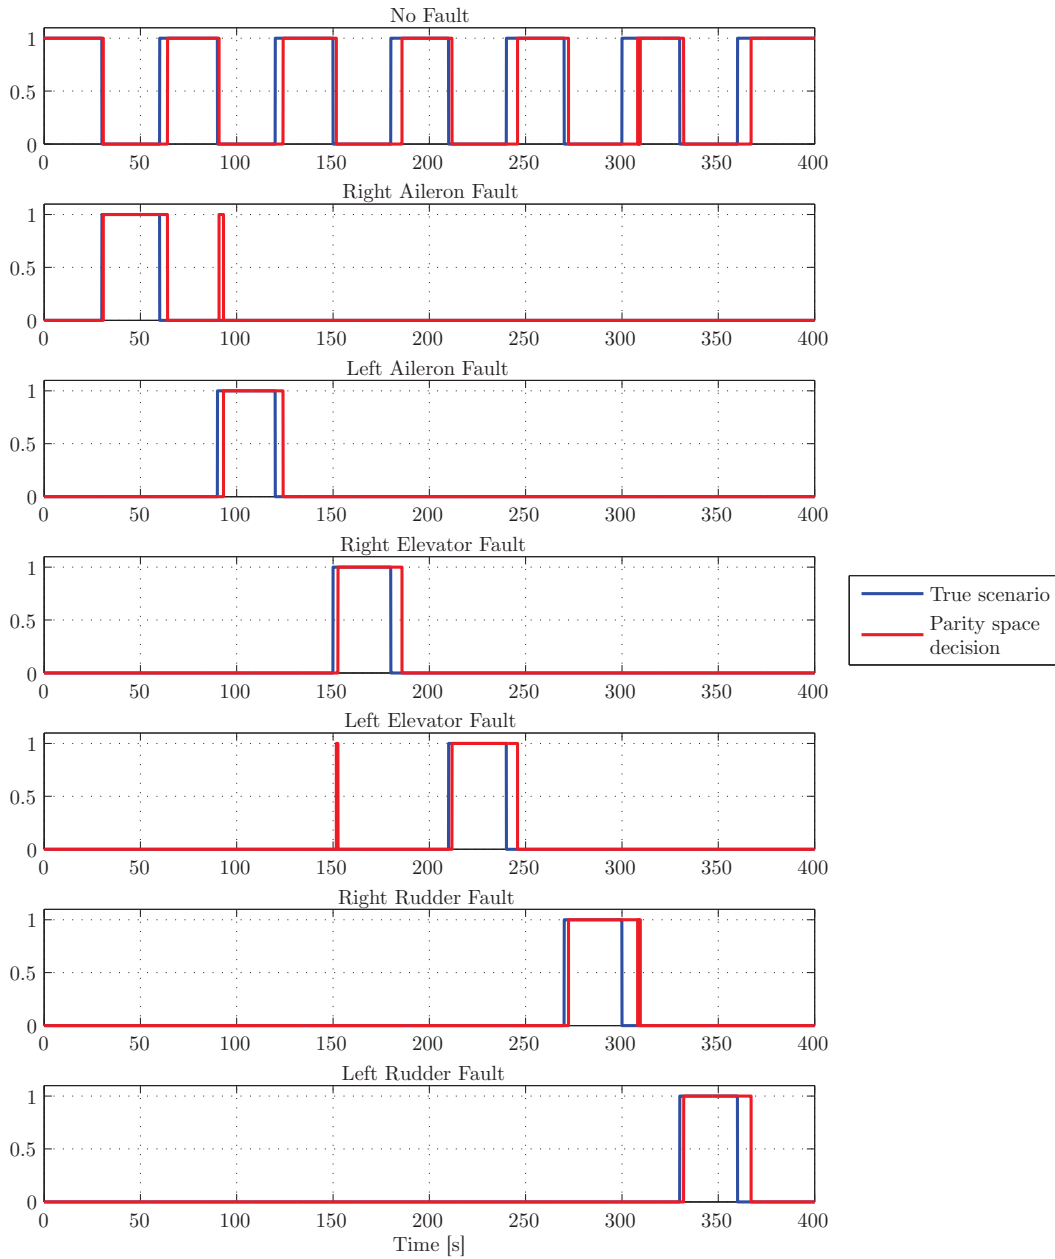 No Fault
1
0.5
0
0 50 100 150 200 250 300 350 400
Right Aileron Fault
1
0.5
0
0 50 100 150 200 250 300 350 400
Left Aileron Fault
1
0.5
0
0 50 100 150 200 250 300 350 400
Right Elevator Fault
1
0.5
0
0 50 100 150 200 250 300 350 400
True scenario
Parity space
decision
Left Elevator Fault
1
0.5
0
0 50 100 150 200 250 300 350 400
Right Rudder Fault
1
0.5
0
0 50 100 150 200 250 300 350 400
Left Rudder Fault
1
0.5
0
0 50 100 150 200 250 300 350 400
Time [s]